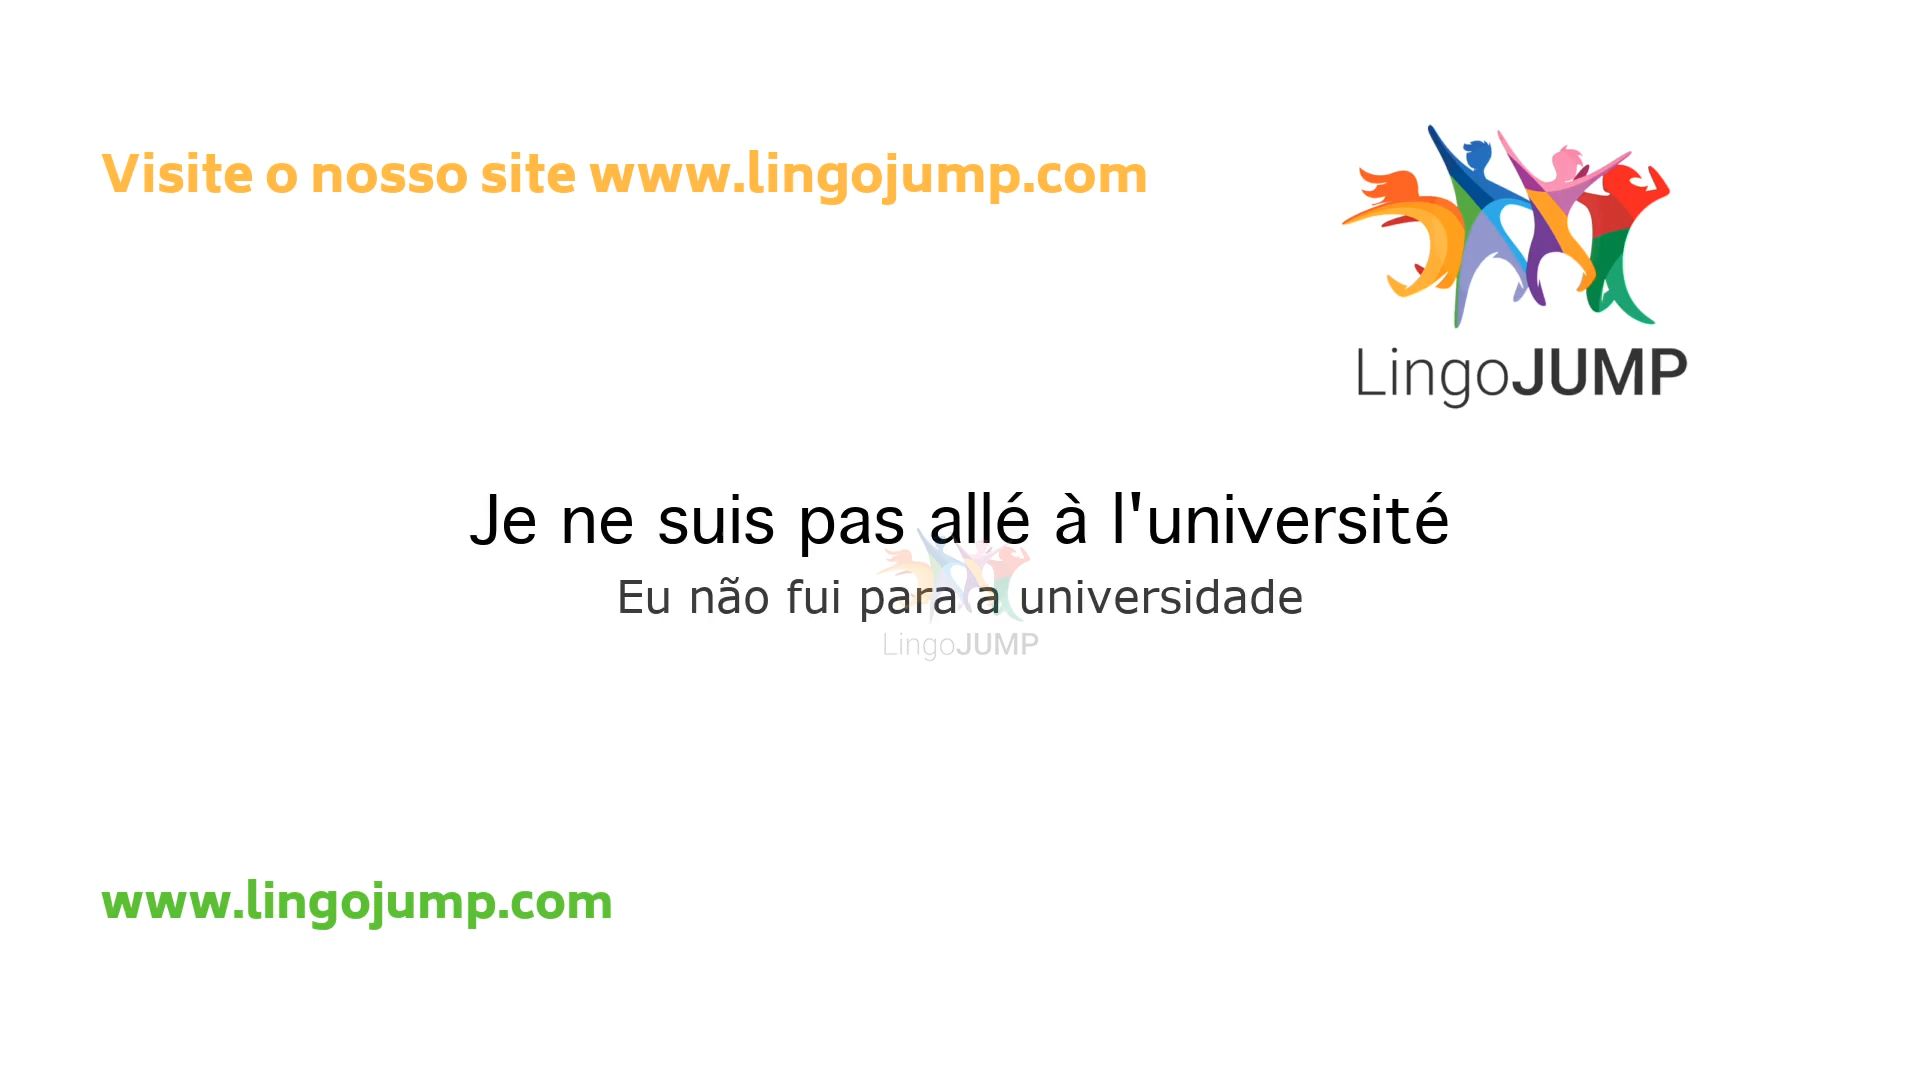 Visite o nosso site www.lingojump.com
LingoJUMP
Je ne suis pas allé à l'université
Eu não fui para a universidade
LingoJUMP
www.lingojump.com